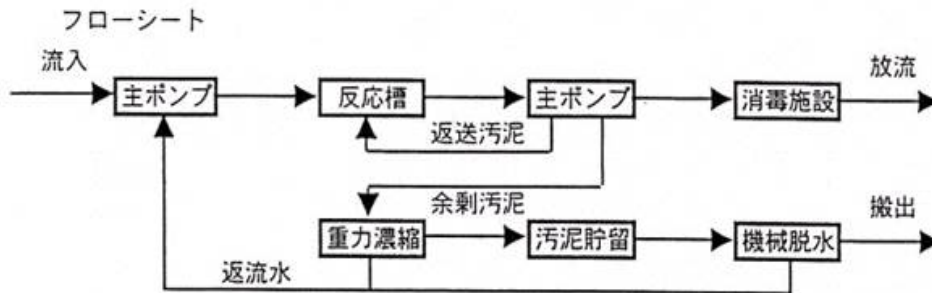 フローシート
流入
放流
主ポンプ
反応槽
主ポンプ
消毒施設
返送汚泥
余剰汚泥
搬出
重力濃縮
汚泥貯留
機械脱水
返流水